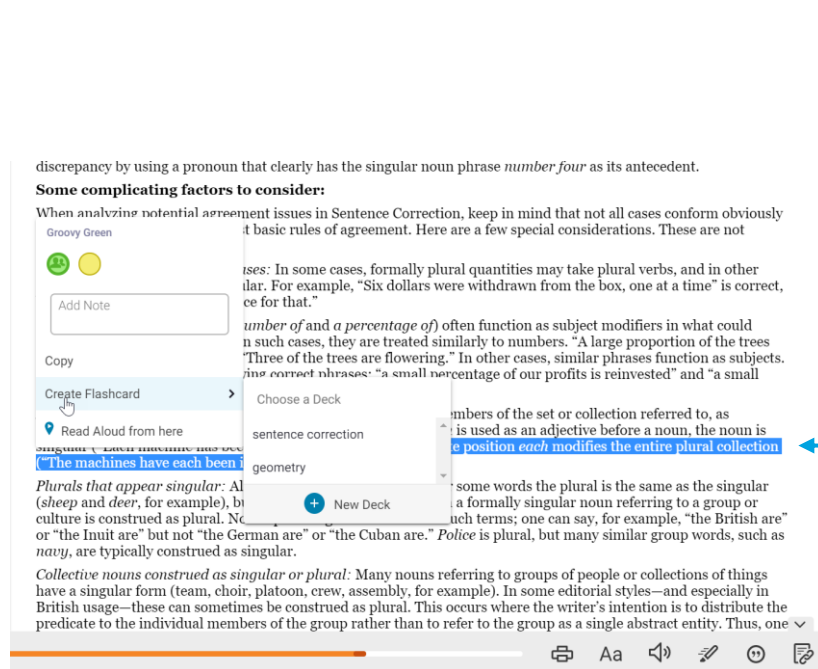 discrepancy by using a pronoun that clearly has the singular noun phrase number four as its antecedent.
Some complicating factors to consider:
When analyzing potential agreement issues in Sentence Correction, keep in mind that not all cases conform obviously
Groovy Green
t basic rules of agreement. Here are a few special considerations. These are not
uses: In some cases, formally plural quantities may take plural verbs, and in other
lar. For example, “Six dollars were withdrawn from the box, one at a time” is correct,
Add Note
ce for that.”
umber of and a percentage of) often function as subject modifiers in what could
n such cases, they are treated similarly to numbers. “A large proportion of the trees
Copy
“Three of the trees are flowering.” In other cases, similar phrases function as subjects.
ving correct phrases: “a small percentage of our profits is reinvested” and “a small
Create Flashcard
Choose a Deck
embers of the set or collection referred to, as
Read Aloud from here
sentence correction
is used as an adjective before a noun, the noun is
singular (“Each machine has bee
e position each modifies the entire plural collection
(“The machines have each been i
geometry
Plurals that appear singular: Al
some words the plural is the same as the singular
(sheep and deer, for example), bu
New Deck
a formally singular noun referring to a group or
culture is construed as plural. No
uch terms; one can say, for example, “the British are”
or “the Inuit are” but not “the German are” or “the Cuban are.” Police is plural, but many similar group words, such as
navy, are typically construed as singular.
Collective nouns construed as singular or plural: Many nouns referring to groups of people or collections of things
have a singular form (team, choir, platoon, crew, assembly, for example). In some editorial styles—and especially in
British usage—these can sometimes be construed as plural. This occurs where the writer’s intention is to distribute the
predicate to the individual members of the group rather than to refer to the group as a single abstract entity. Thus, one
Aa